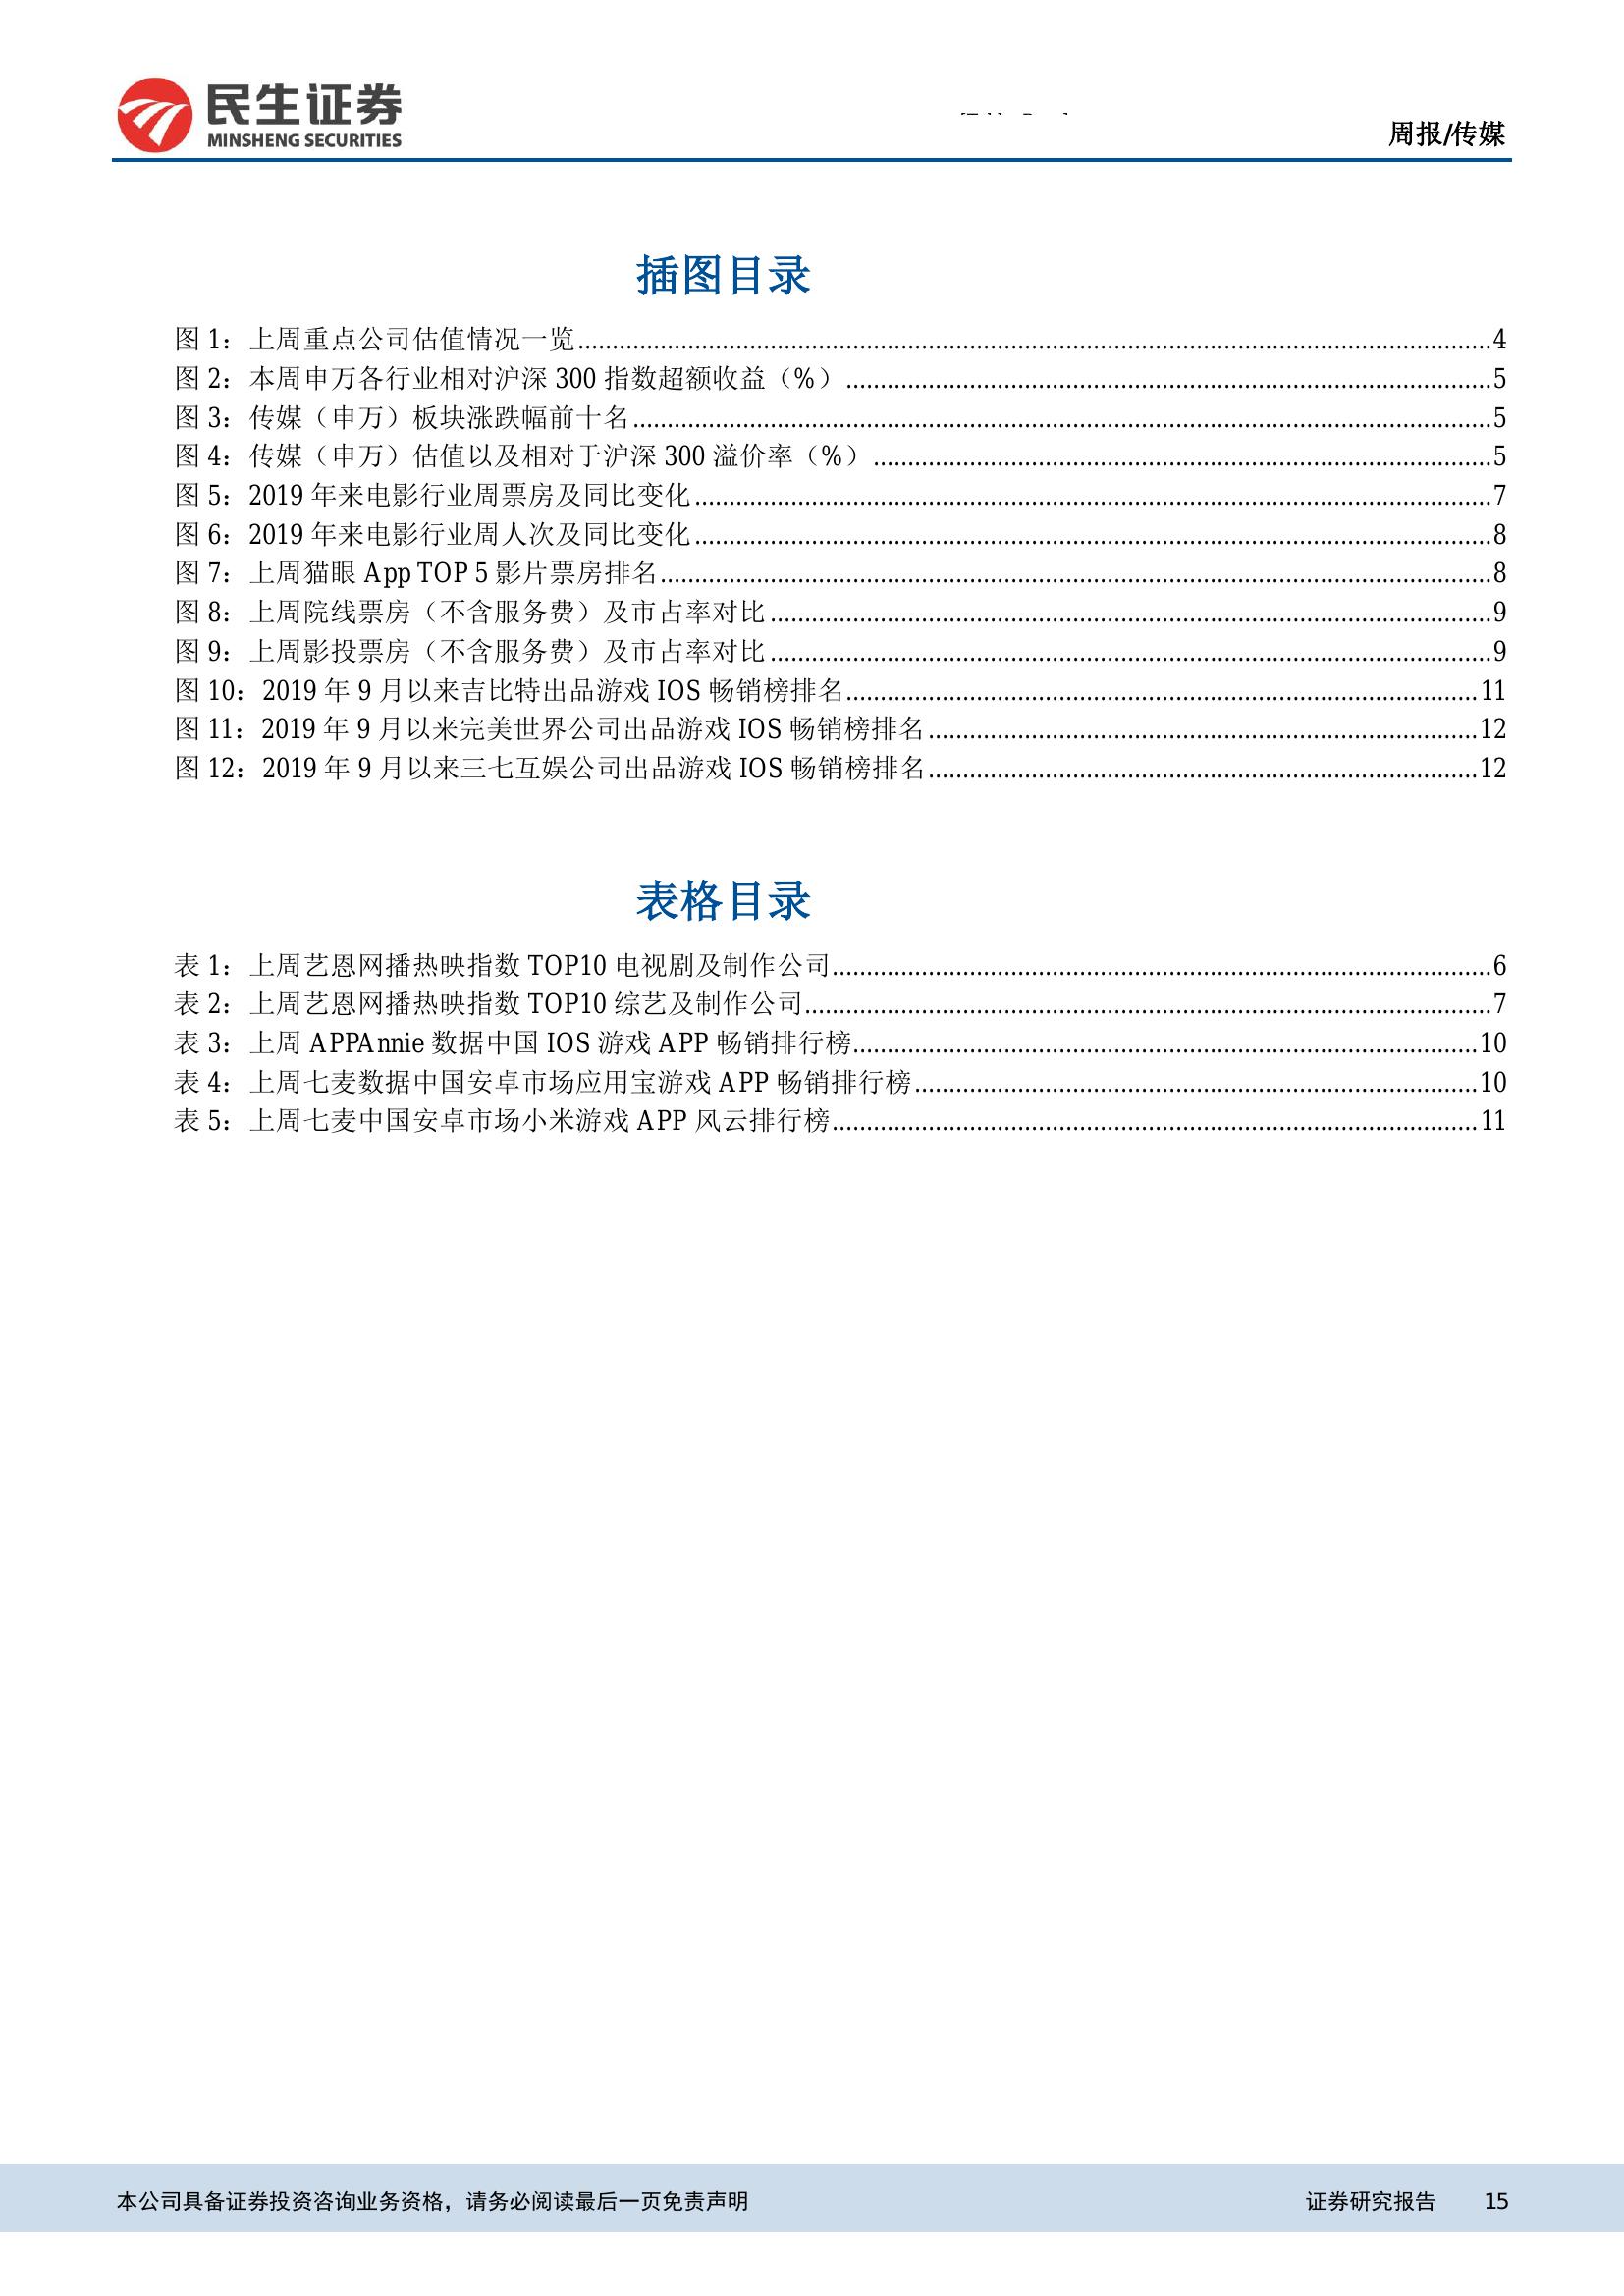 民生证券
MINSHENG SECURITIES
周报/传媒
插图目录
图 1：上周重点公司估值情况一览....................4
图 2：本周申万各行业相对沪深 300 指数超额收益（%）....................5
图 3：传媒（申万）板块涨跌幅前十名....................5
图 4：传媒（申万）估值以及相对于沪深 300 溢价率（%）....................5
图 5：2019 年来电影行业周票房及同比变化....................7
图 6：2019 年来电影行业周人次及同比变化....................8
图 7：上周猫眼 App TOP 5 影片票房排名....................8
图 8：上周院线票房（不含服务费）及市占率对比....................9
图 9：上周影投票房（不含服务费）及市占率对比....................9
图 10：2019 年 9 月以来吉比特出品游戏 IOS 畅销榜排名....................11
图 11：2019 年 9 月以来完美世界公司出品游戏 IOS 畅销榜排名....................12
图 12：2019 年 9 月以来三七互娱公司出品游戏 IOS 畅销榜排名....................12
表格目录
表 1：上周艺恩网播热映指数 TOP10 电视剧及制作公司....................6
表 2：上周艺恩网播热映指数 TOP10 综艺及制作公司....................7
表 3：上周 APPAnnie 数据中国 IOS 游戏 APP 畅销排行榜....................10
表 4：上周七麦数据中国安卓市场应用宝游戏 APP 畅销排行榜....................10
表 5：上周七麦中国安卓市场小米游戏 APP 风云排行榜....................11
本公司具备证券投资咨询业务资格，请务必阅读最后一页免责声明 证券研究报告 15